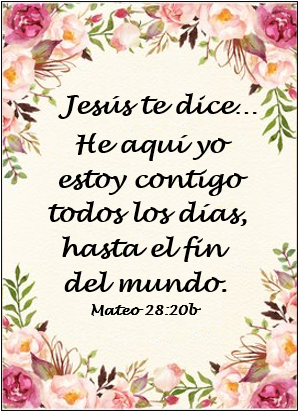 Jesús te dice...
He aquí yo
estoy contigo
todos los días,
hasta el fin
del mundo.
Mateo 28:20b